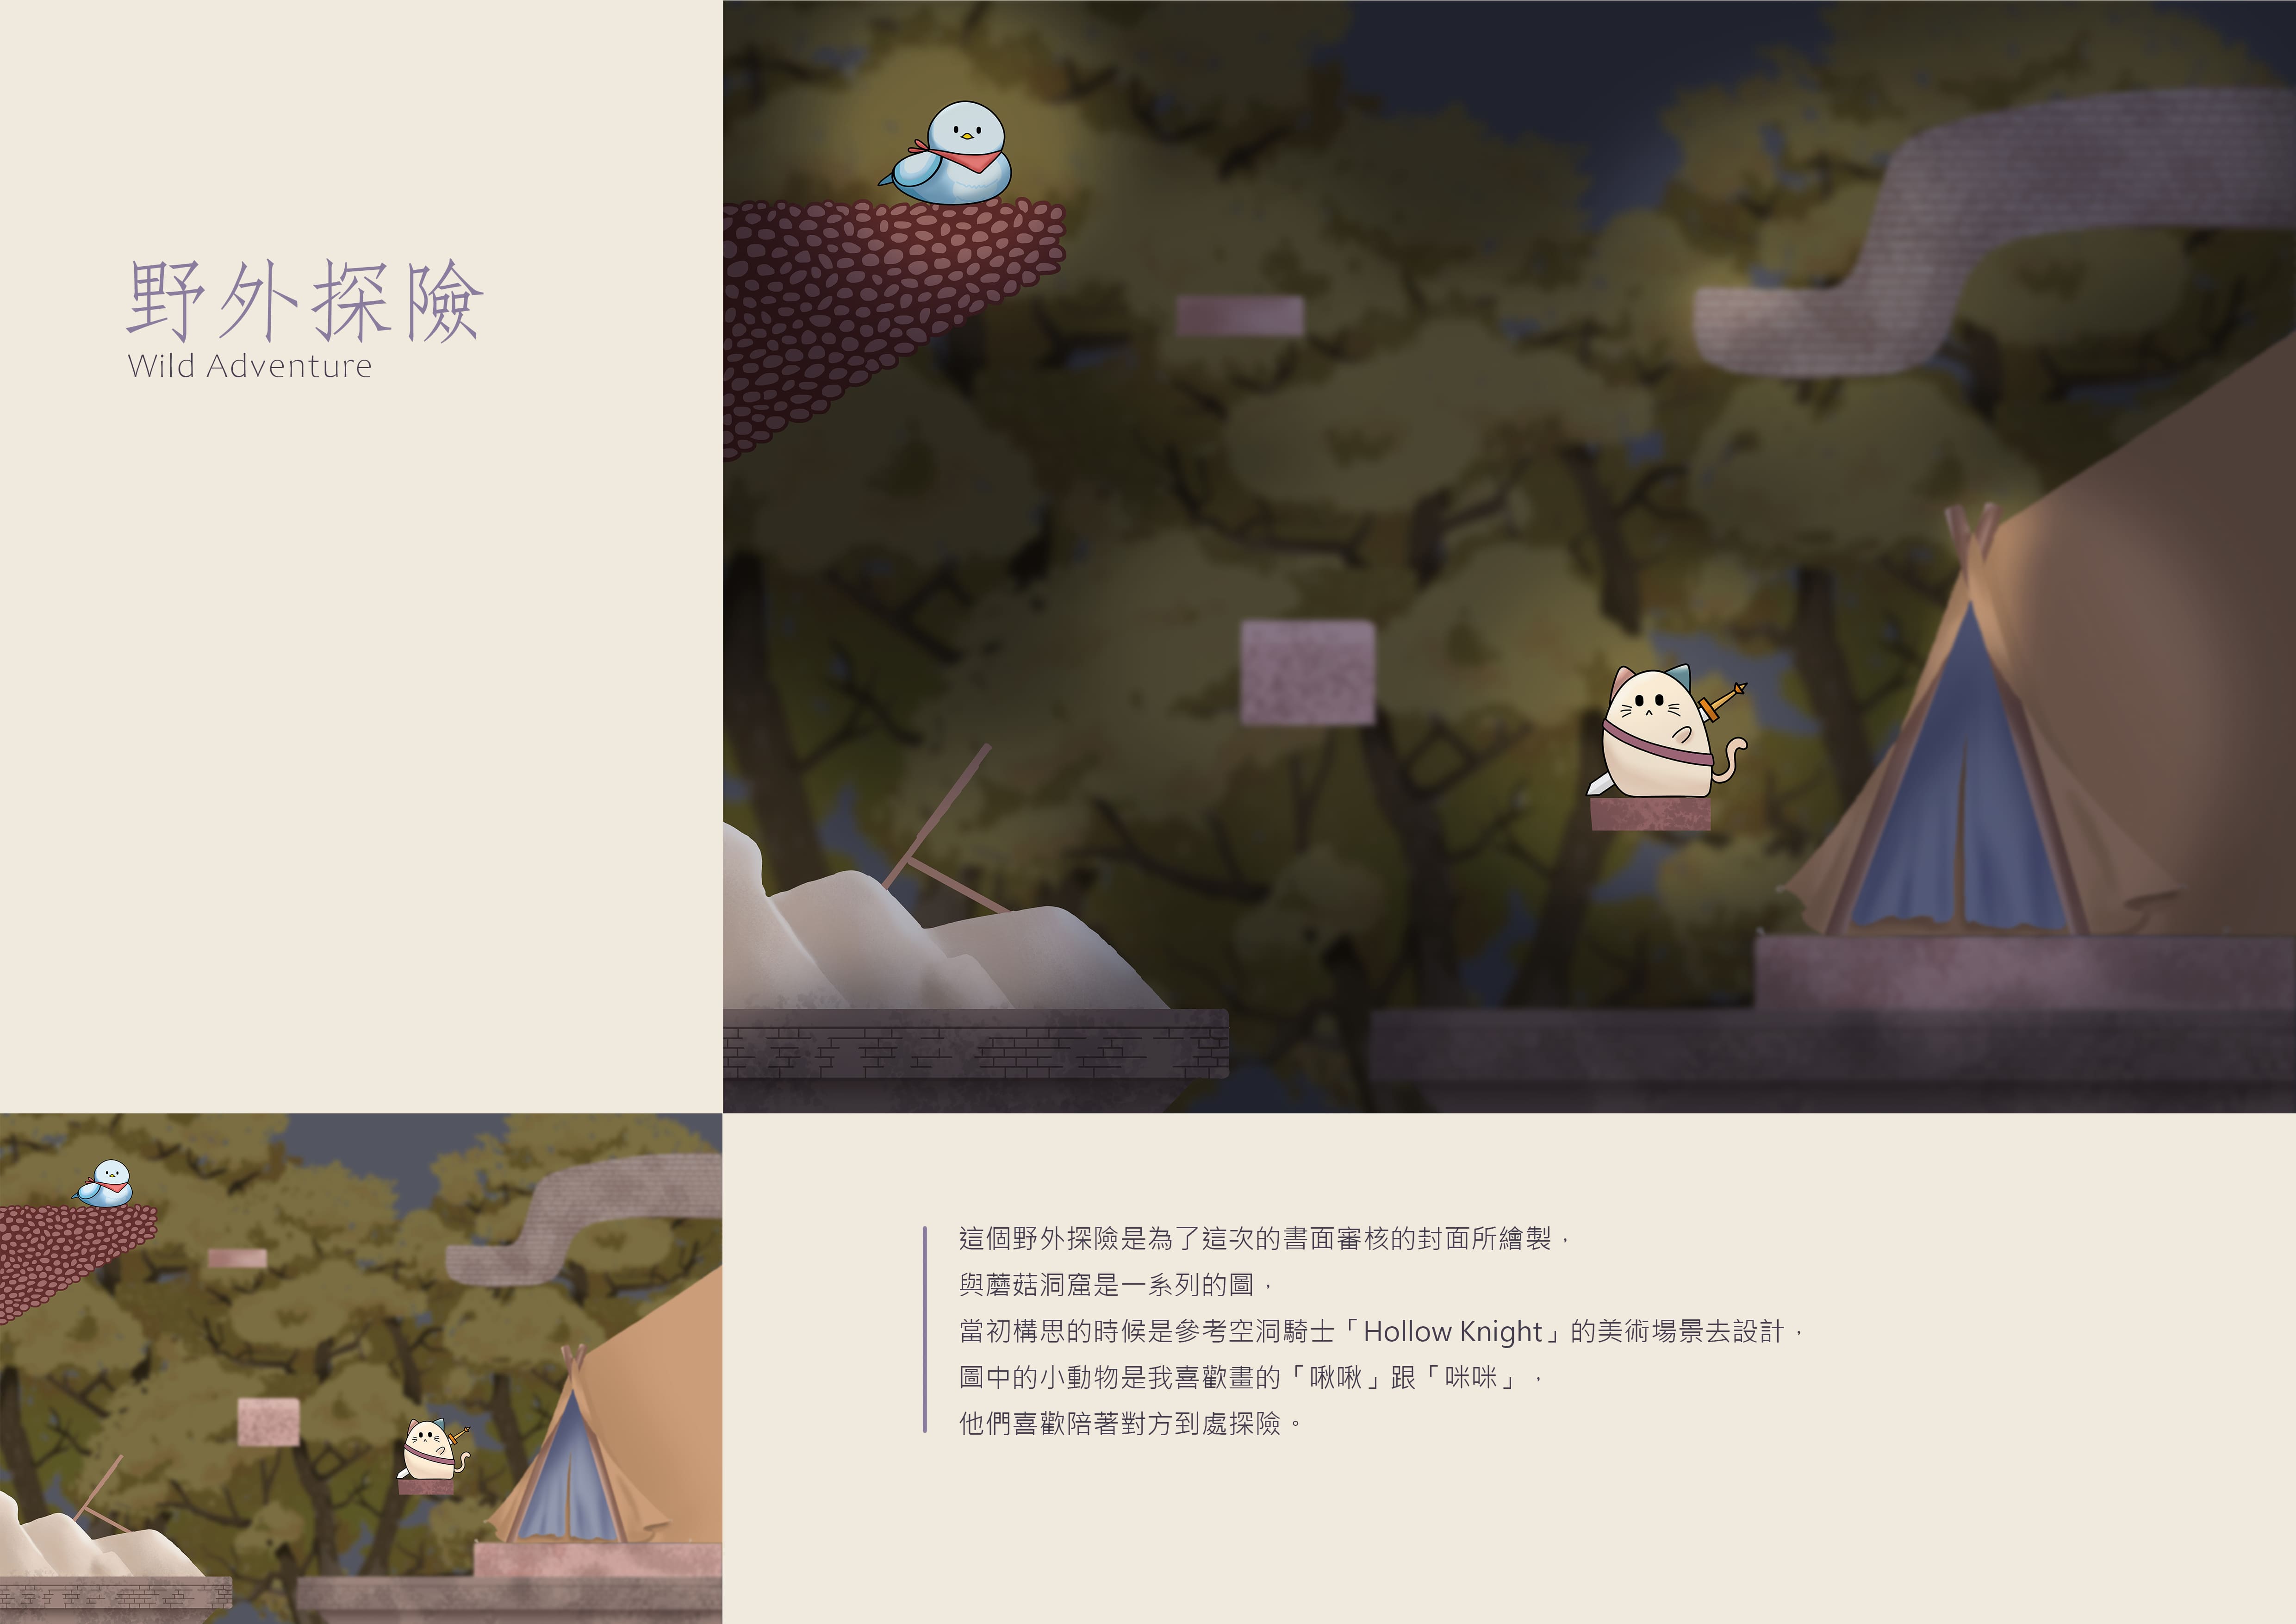 野外探險
Wild Adventure
這個野外探險是為了這次的書面審核的封面所繪製，
與蘑菇洞窟是一系列的圖，
當初構思的時候是參考空洞騎士「Hollow Knight」的美術場景去設計，
圖中的小動物是我喜歡畫的「啾啾」跟「咪咪」，
他們喜歡陪著對方到處探險。